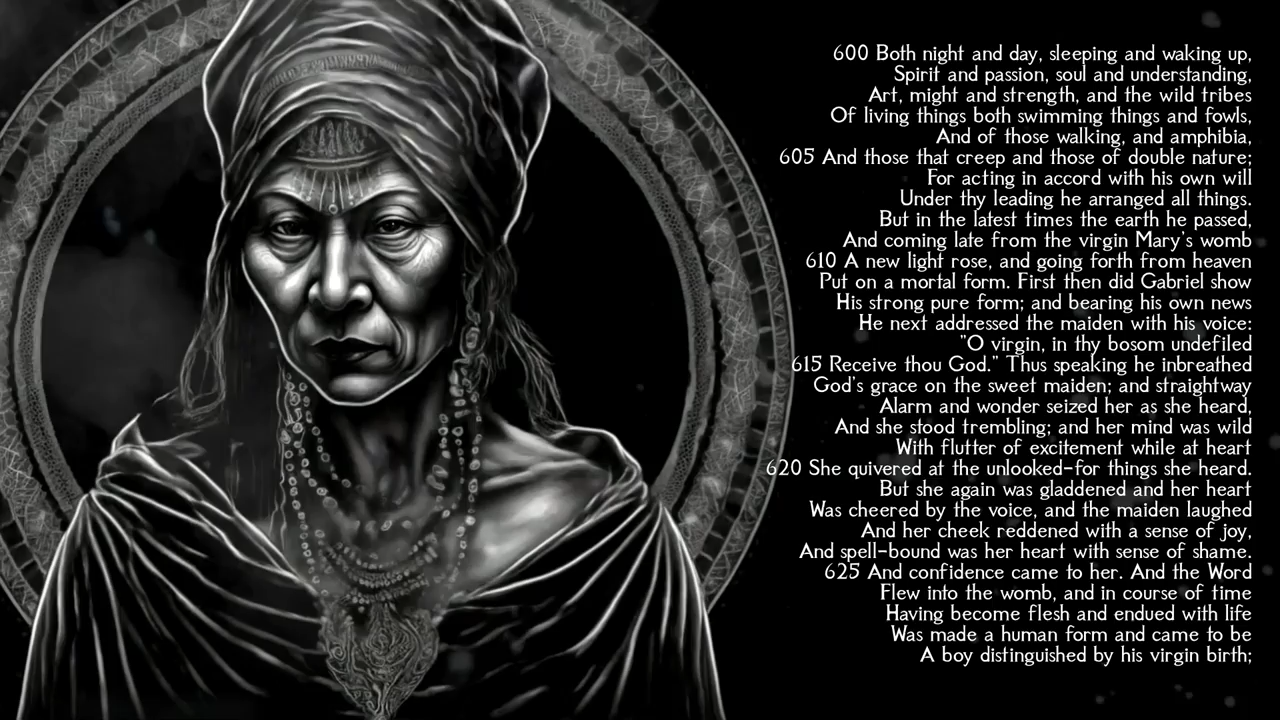 600 Both night and day, sleeping and waking up,
Spirit and passion, soul and understanding,
Art, might and strength, and the wild tribes
Of living things both swimming things and fowls,
And of those walking, and amphibia,
605 And those that creep and those of double nature;
For acting in accord with his own will
Under thy leading he arranged all things.
But in the latest times the earth he passed,
And coming late from the virgin Mary's womb
610 A new light rose, and going forth from heaven
Put on a mortal form. First then did Gabriel show
His strong pure form; and bearing his own news
He next addressed the maiden with his voice:
"O virgin, in thy bosom undefiled
615 Receive thou God." Thus speaking he inbreathed
God's grace on the sweet maiden; and straightway
Alarm and wonder seized her as she heard,
And she stood trembling; and her mind was wild
With flutter of excitement while at heart
620 She quivered at the unlooked-for things she heard.
But she again was gladdened and her heart
Was cheered by the voice, and the maiden laughed
And her cheek reddened with a sense of joy,
And spell-bound was her heart with sense of shame.
625 And confidence came to her. And the Word
Flew into the womb, and in course of time
Having become flesh and endued with life
Was made a human form and came to be
A boy distinguished by his virgin birth;